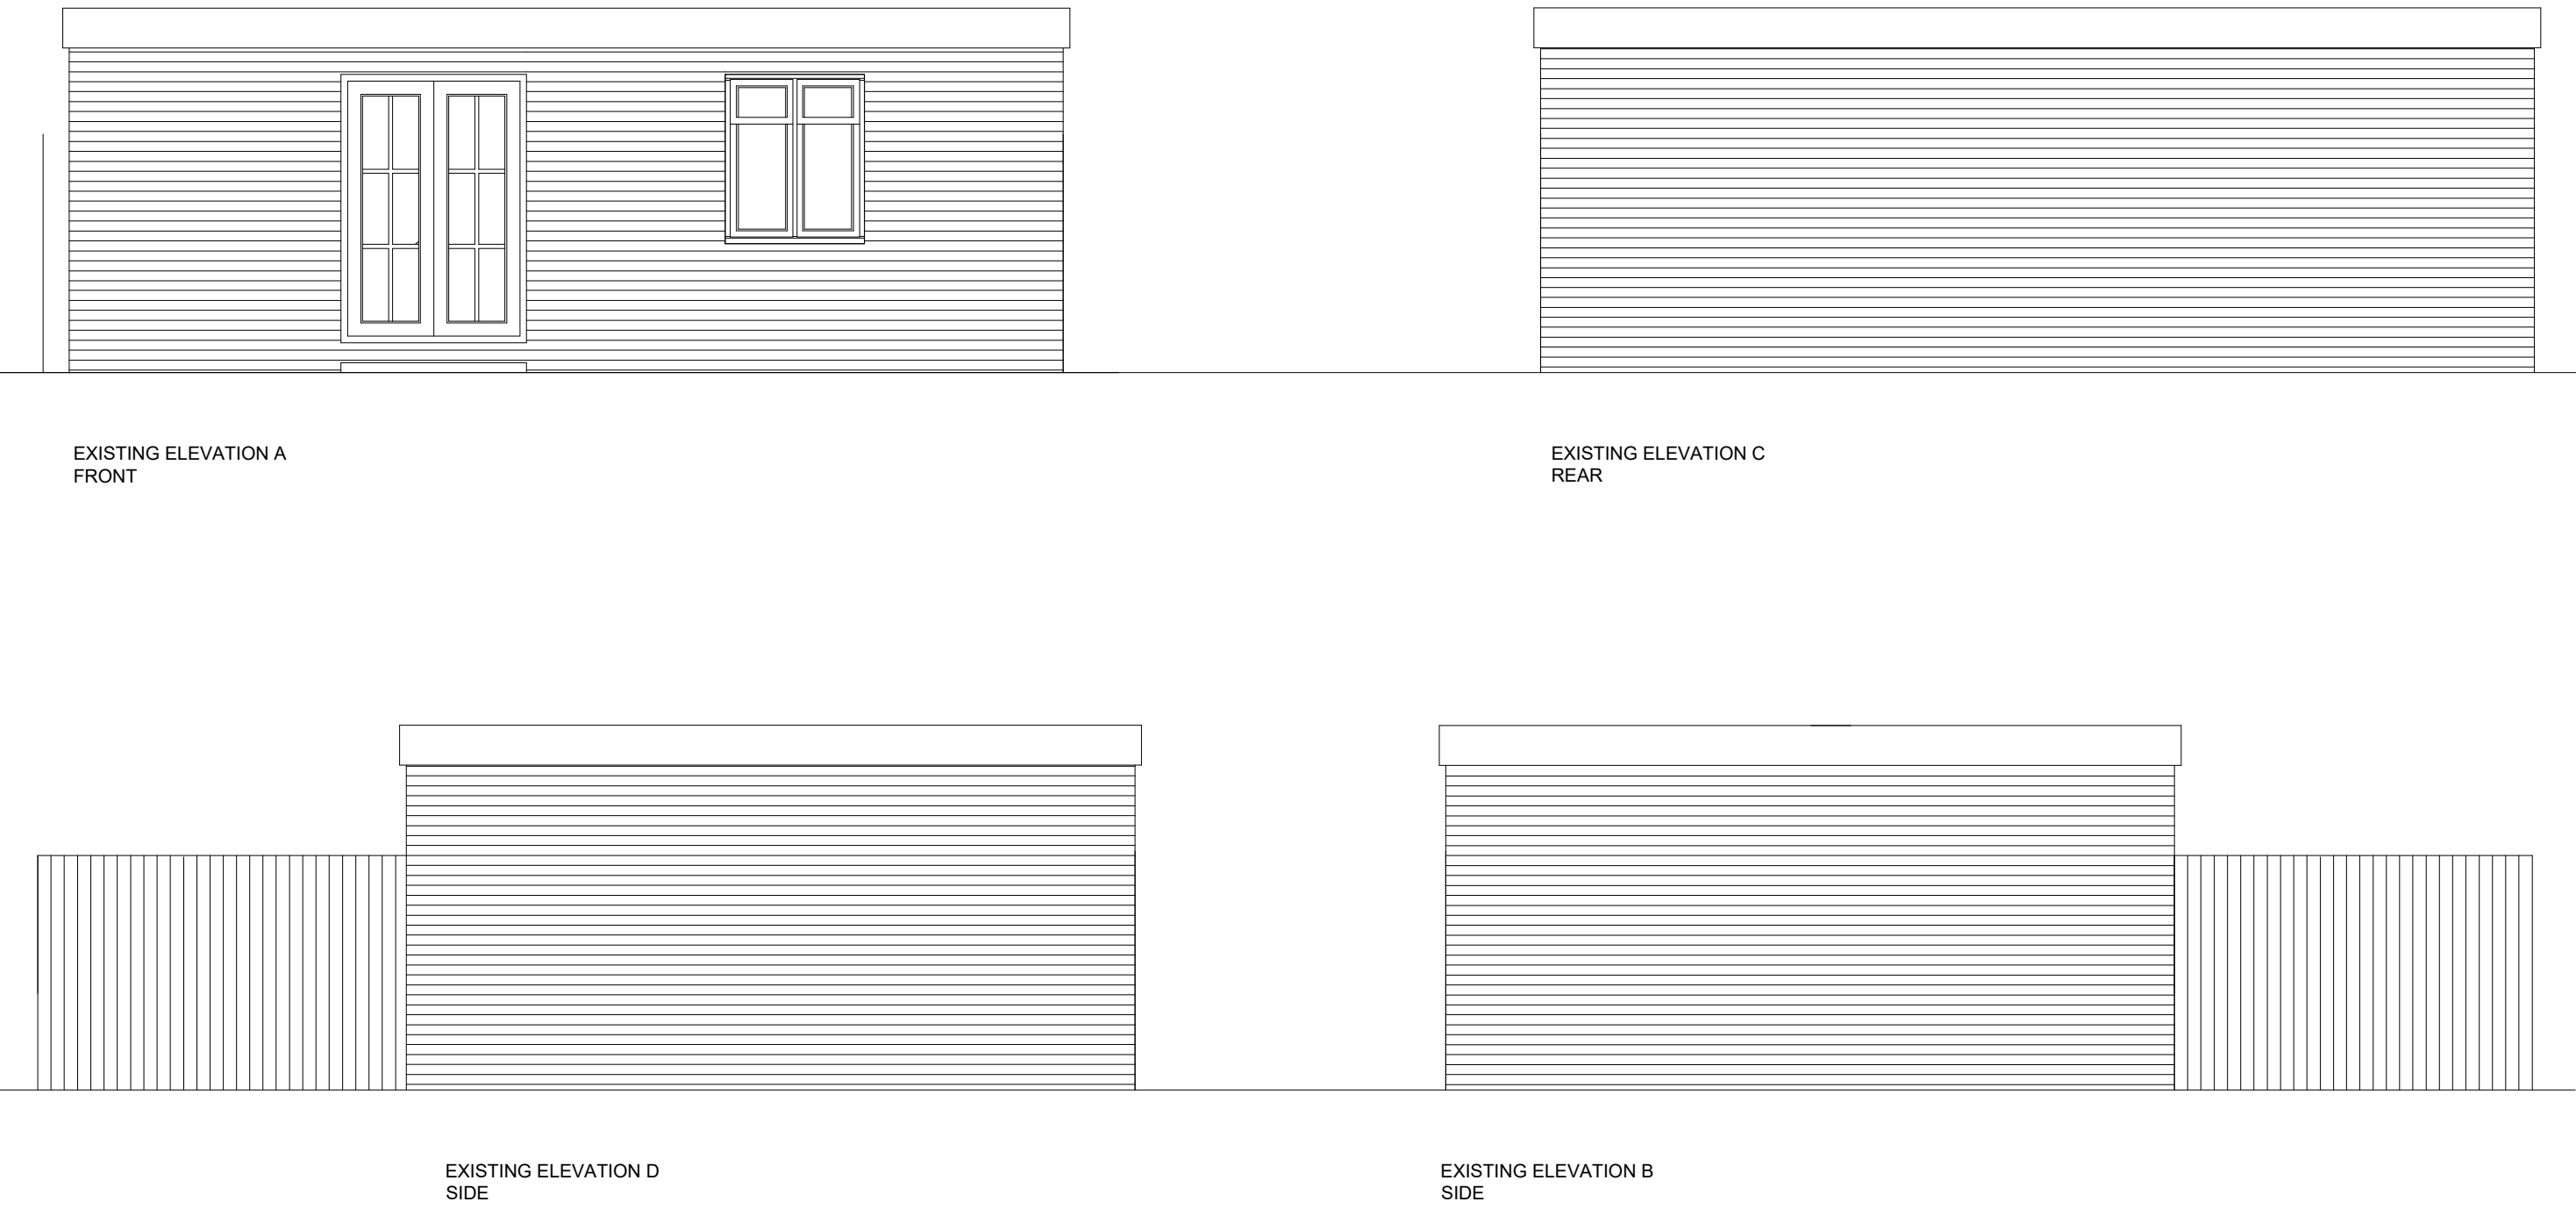 EXISTING ELEVATION A
FRONT
EXISTING ELEVATION C
REAR
EXISTING ELEVATION D
SIDE
EXISTING ELEVATION B
SIDE